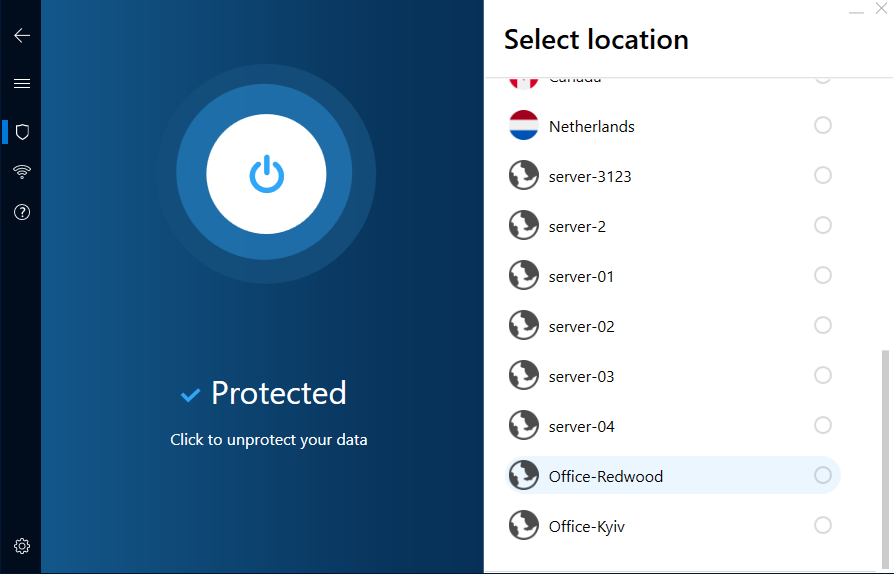 Select location
Canada
Netherlands
server-3123
server-2
server-01
server-02
server-03
server-04
Office-Redwood
Office-Kyiv
Protected
Click to unprotect your data